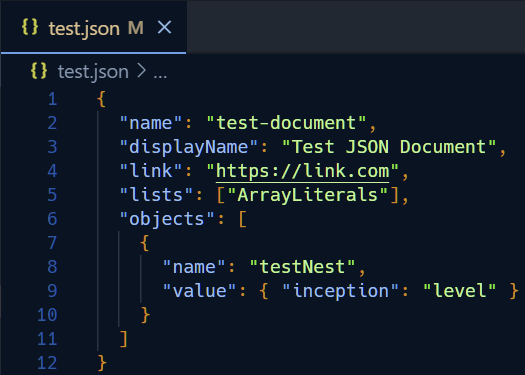 {} test.json M ×
{} test.json > ...
1 {
2   "name": "test-document",
3   "displayName": "Test JSON Document",
4   "link": "https://link.com",
5   "lists": ["ArrayLiterals"],
6   "objects": [
7     {
8       "name": "testNest",
9       "value": { "inception": "level" }
10     }
11   ]
12 }